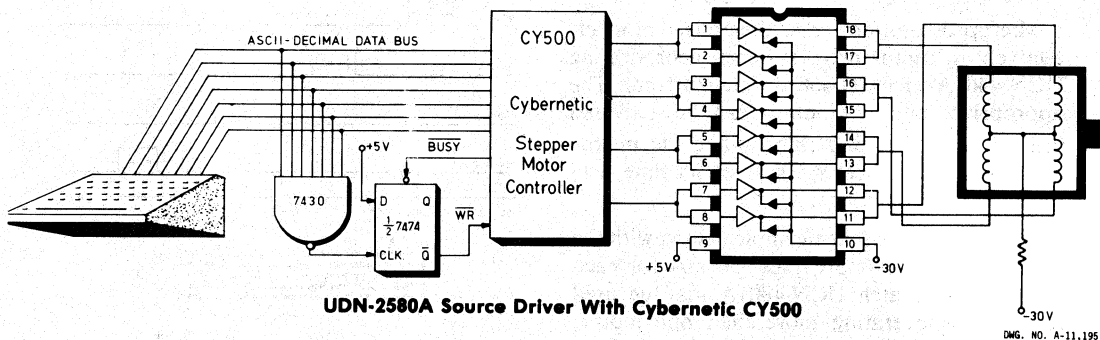 ASCII-DECIMAL DATA BUS
CY500
Cybernetic
Stepper
Motor
Controller
+5V
BUSY
7430
D
Q
1/2 7474
CLK.
Q
WR
1
2
3
4
5
6
7
8
9
18
17
16
15
14
13
12
11
10
+5V
-30V
-30V
UDN-2580A Source Driver With Cybernetic CY500
DWG. NO. A-11,195